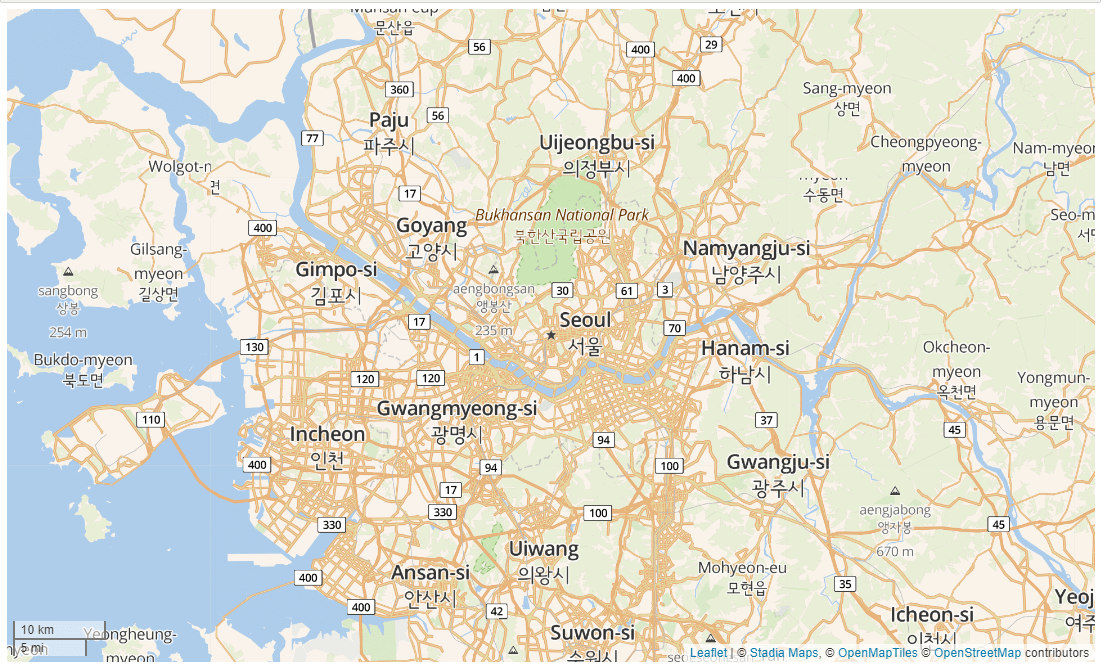 Munsan-eup
문산읍
56
400
29
400
360
56
Sang-myeon
상면
Paju
파주시
77
Uijeongbu-si
의정부시
Cheongpyeong-
myeon
Nam-myeon
남면
Wolgot-
면
myeon
수동면
17
Bukhansan National Park
북한산국립공원
400
Goyang
고양시
Seo-m
Gilsang-
myeon
길상면
Namyangju-si
남양주시
Gimpo-si
김포시
sangbong
상봉
254 m
aengbongsan
앵봉산
235 m
30
61
3
17
Seoul
서울
70
130
1
Hanam-si
하남시
Okcheon-
myeon
옥천면
Bukdo-myeon
북도면
120
120
Yongmun-
myeon
용문면
Gwangmyeong-si
광명시
110
37
45
Incheon
인천
94
400
94
100
Gwangju-si
광주시
17
330
100
aengjabong
앵자봉
670 m
330
45
Uiwang
의왕시
400
Ansan-si
안산시
Mohyeon-eu
모현읍
35
400
42
Yeoj
여주
Icheon-si
이천시
10 km
5 mi
Yeongheung-
myeon
Suwon-si
수원시
Leaflet | © Stadia Maps, © OpenMapTiles © OpenStreetMap contributors